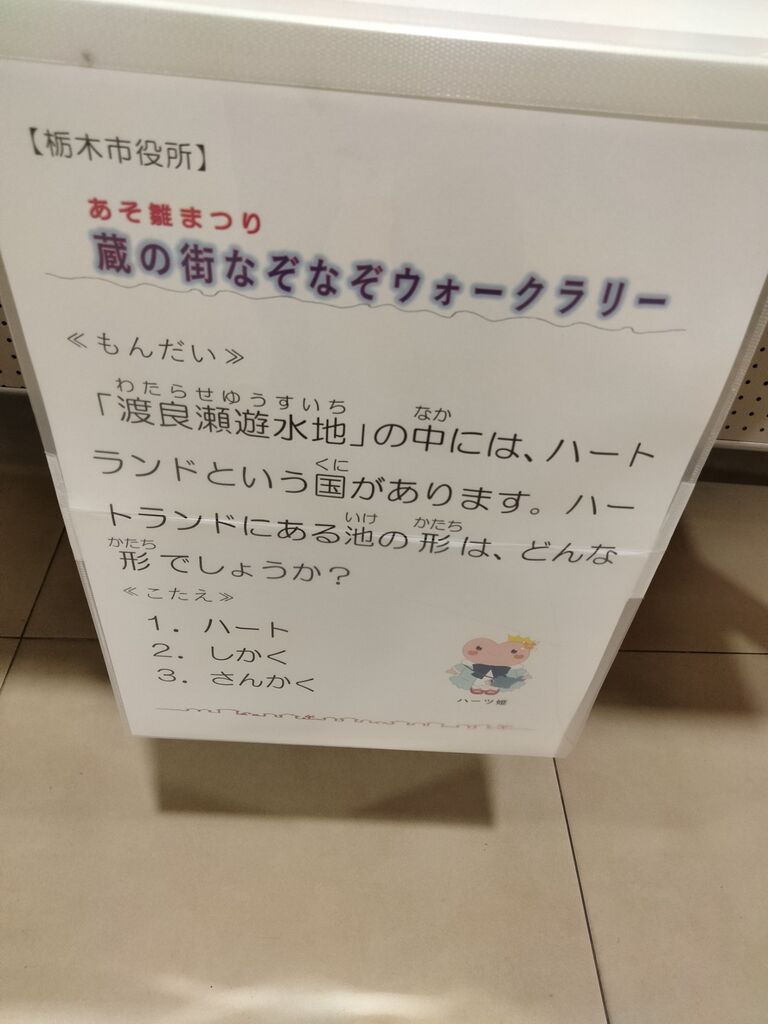 【栃木市役所】
あそ雛まつり
蔵の街なぞなぞウォークラリー
≪もんだい≫
わたらせゆうすいち なか
「渡良瀬遊水地」の中には、ハート
くに
ランドという国があります。ハー
いけ かたち
トランドにある池の形は、どんな
かたち
形でしょうか？
≪こたえ≫
1. ハート
2. しかく
3. さんかく
ハーツ姫